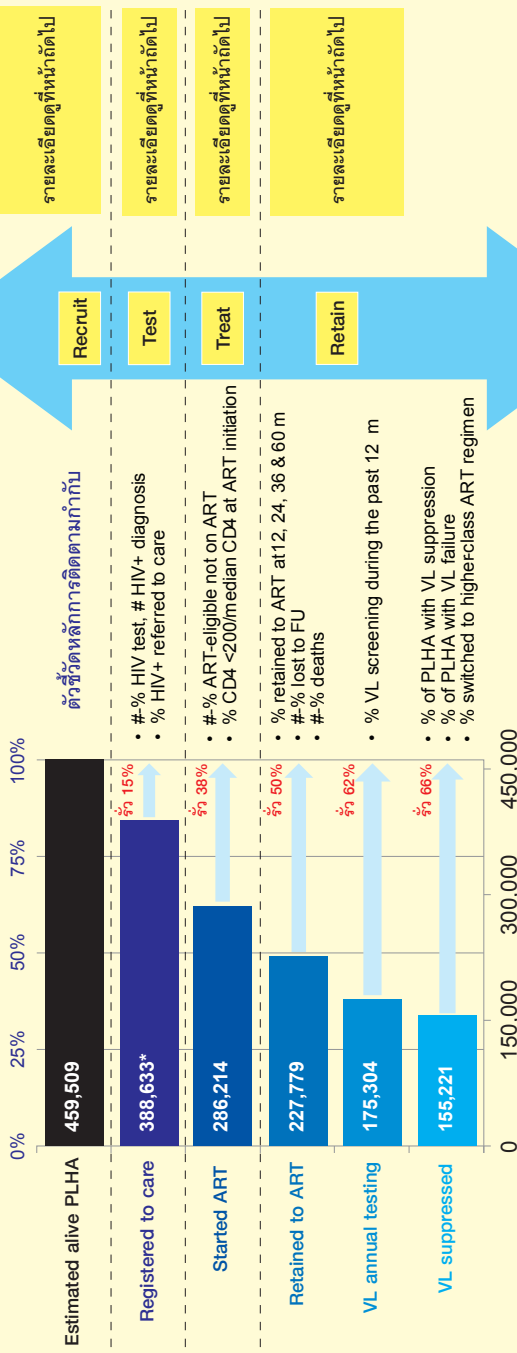 0% 25% 50% 75% 100%
ตัวชี้วัดหลักการติดตามกำกับ
Estimated alive PLHA
459,509
Recruit
รายละเอียดดูที่หน้าถัดไป
Registered to care
388,633*
รั่ว 15%
• #-% HIV test, # HIV+ diagnosis
• % HIV+ referred to care
Test
รายละเอียดดูที่หน้าถัดไป
Started ART
286,214
รั่ว 38%
• #-% ART-eligible not on ART
• % CD4 <200/median CD4 at ART initiation
Treat
รายละเอียดดูที่หน้าถัดไป
Retained to ART
227,779
รั่ว 50%
• % retained to ART at12, 24, 36 & 60 m
• #-% lost to FU
• #-% deaths
Retain
รายละเอียดดูที่หน้าถัดไป
VL annual testing
175,304
รั่ว 62%
• % VL screening during the past 12 m
VL suppressed
155,221
รั่ว 66%
• % of PLHA with VL suppression
• % of PLHA with VL failure
• % switched to higher-class ART regimen
0 150.000 300.000 450.000